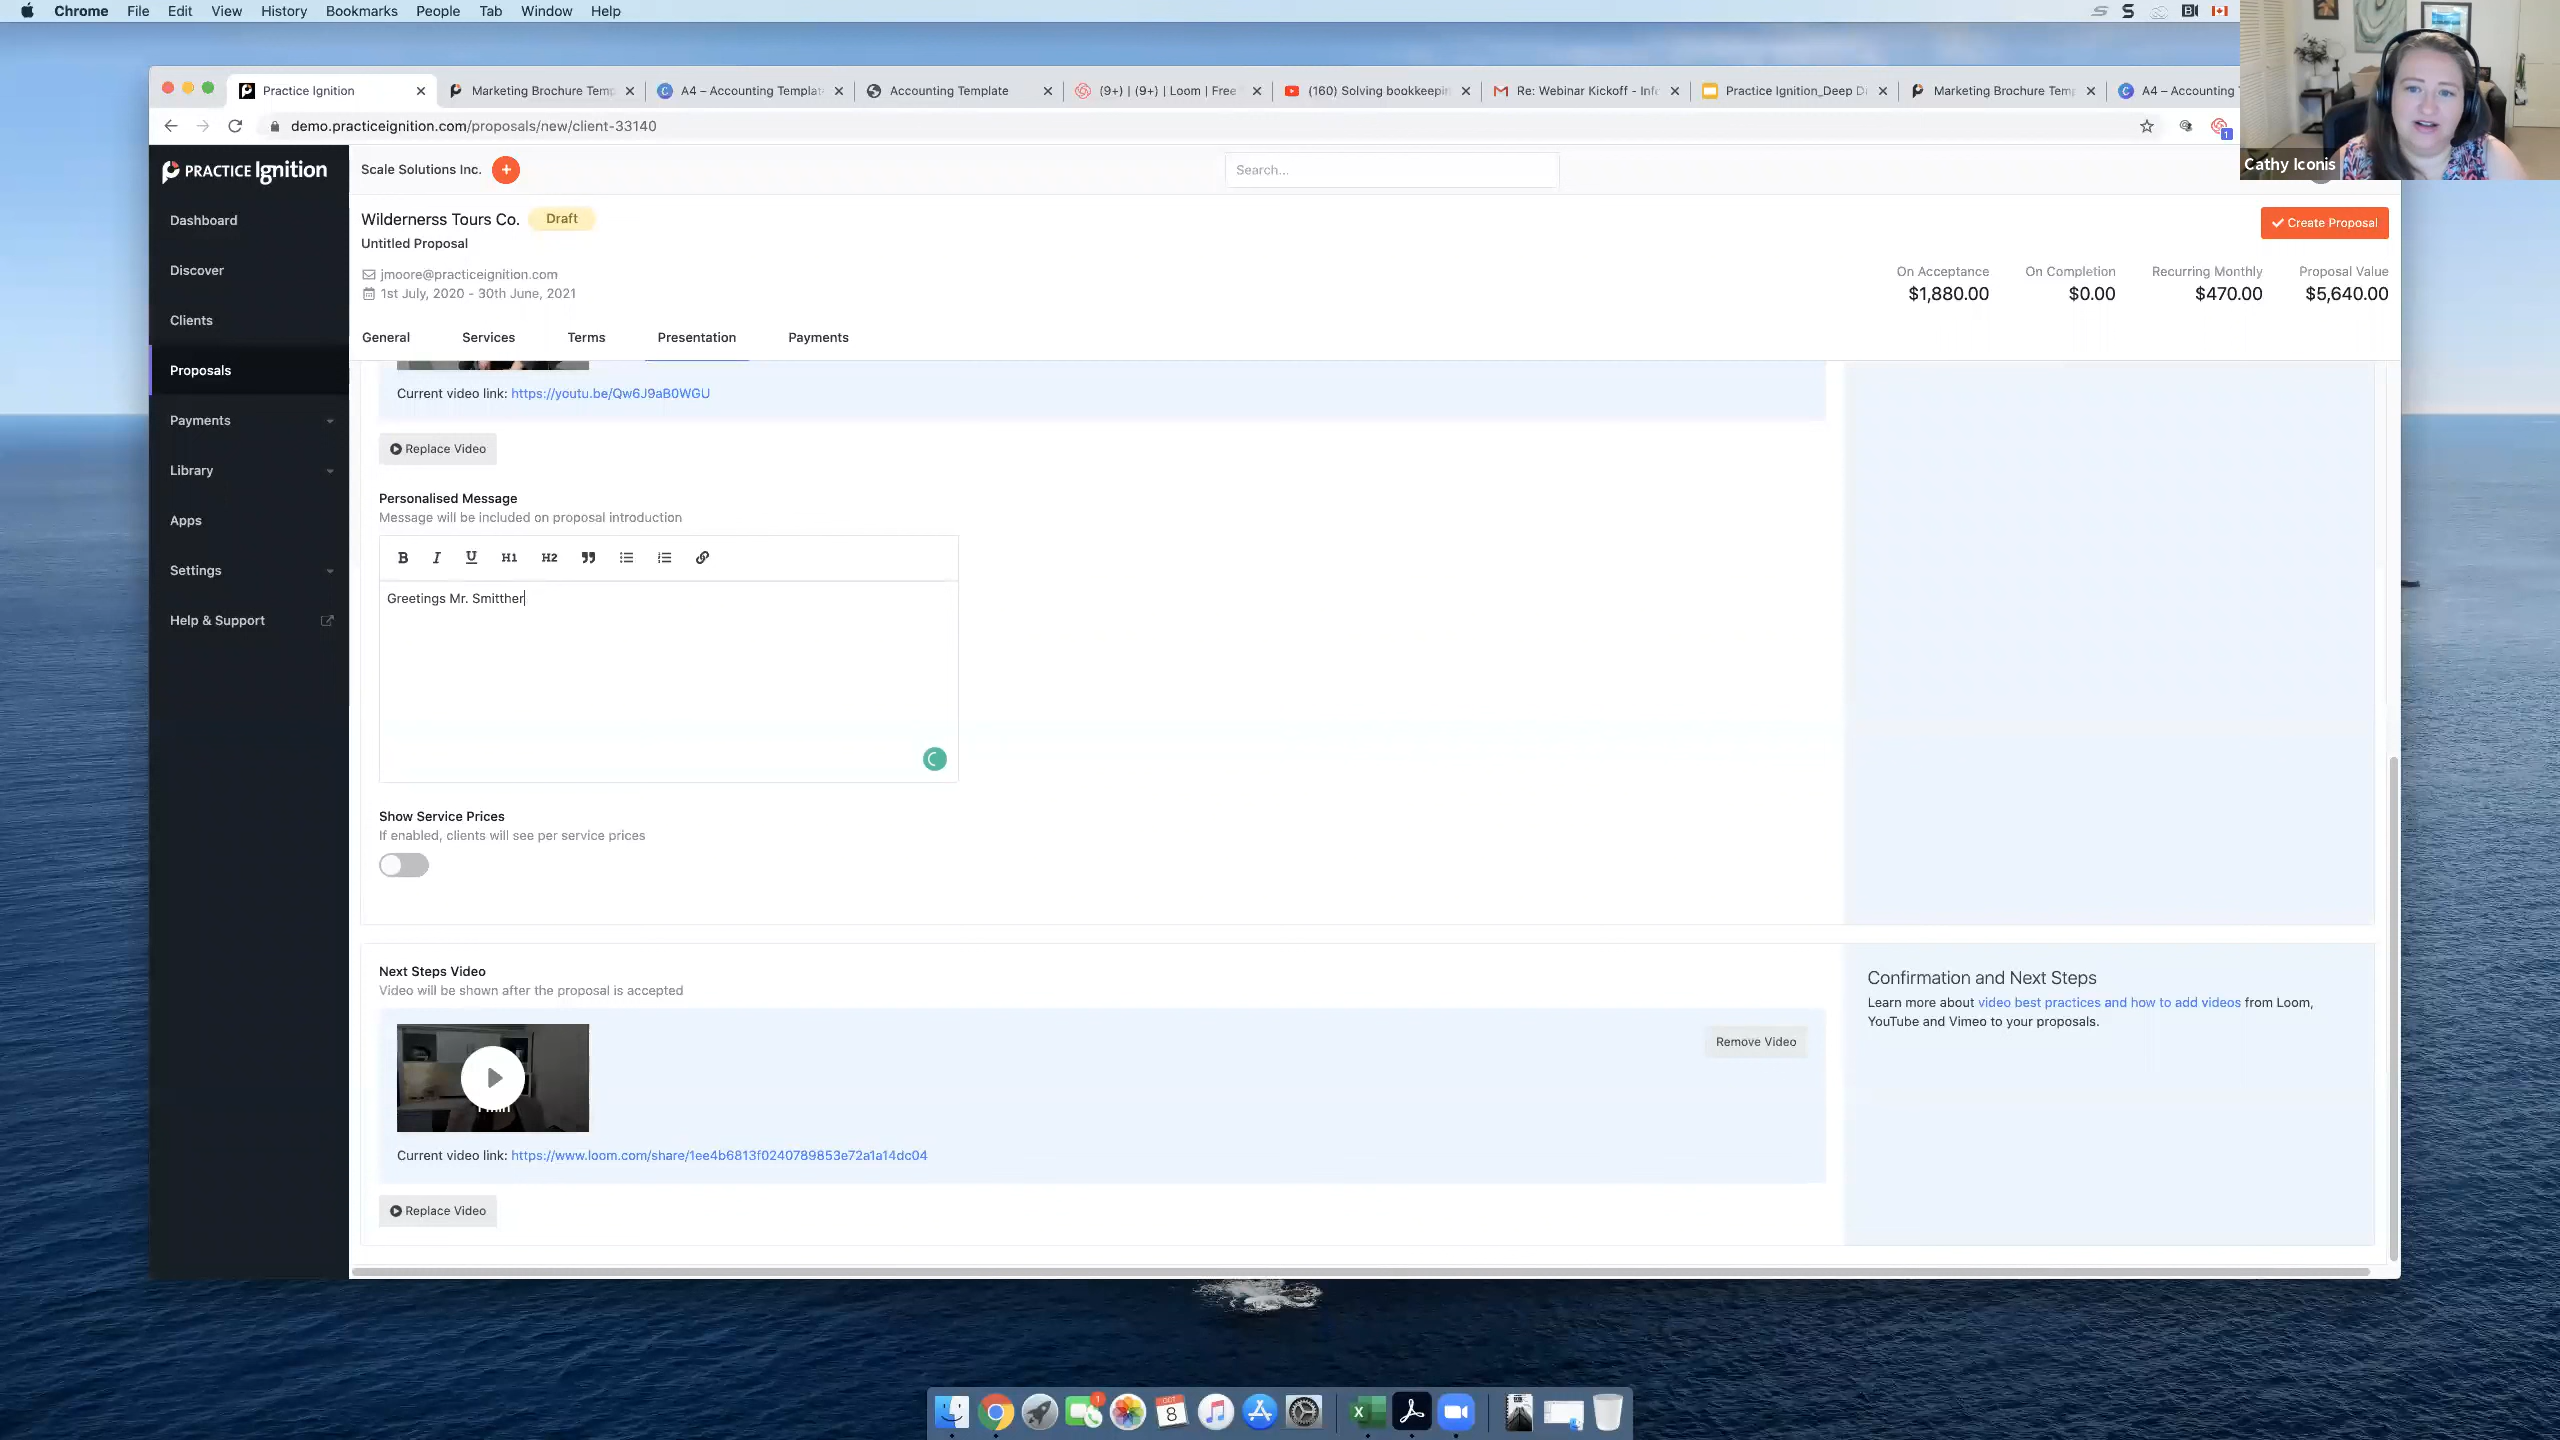 Chrome File Edit View History Bookmarks People Tab Window Help
Practice Ignition
Marketing Brochure Temp
A4 – Accounting Templat
Accounting Template
(9+) | (9+) | Loom | Free
(160) Solving bookkeepin
Re: Webinar Kickoff - Inf
Practice Ignition_Deep D
Marketing Brochure Temp
A4 – Accounting
demo.practiceignition.com/proposals/new/client-33140
1
Cathy Iconis
PRACTICE Ignition
Scale Solutions Inc.
Search...
Dashboard
Discover
Clients
Proposals
Payments
Library
Apps
Settings
Help & Support
Wildernerss Tours Co. Draft
Untitled Proposal
jmoore@practiceignition.com
1st July, 2020 - 30th June, 2021
Create Proposal
On Acceptance On Completion Recurring Monthly Proposal Value
$1,880.00 $0.00 $470.00 $5,640.00
General Services Terms Presentation Payments
Current video link: https://youtu.be/Qw6J9aB0WGU
Replace Video
Personalised Message
Message will be included on proposal introduction
B I U H1 H2
Greetings Mr. Smitther
Show Service Prices
If enabled, clients will see per service prices
Next Steps Video
Video will be shown after the proposal is accepted
Remove Video
1 min
Current video link: https://www.loom.com/share/1ee4b6813f0240789853e72a1a14dc04
Replace Video
Confirmation and Next Steps
Learn more about video best practices and how to add videos from Loom,
YouTube and Vimeo to your proposals.
1
OCT
8
X